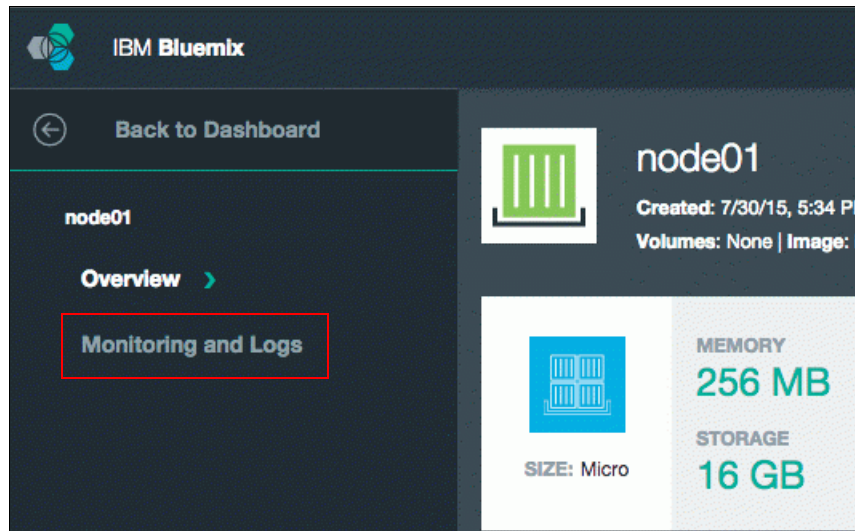 IBM Bluemix
Back to Dashboard
node01
Overview
Monitoring and Logs
node01
Created: 7/30/15, 5:34 P
Volumes: None | Image:
SIZE: Micro
MEMORY
256 MB
STORAGE
16 GB